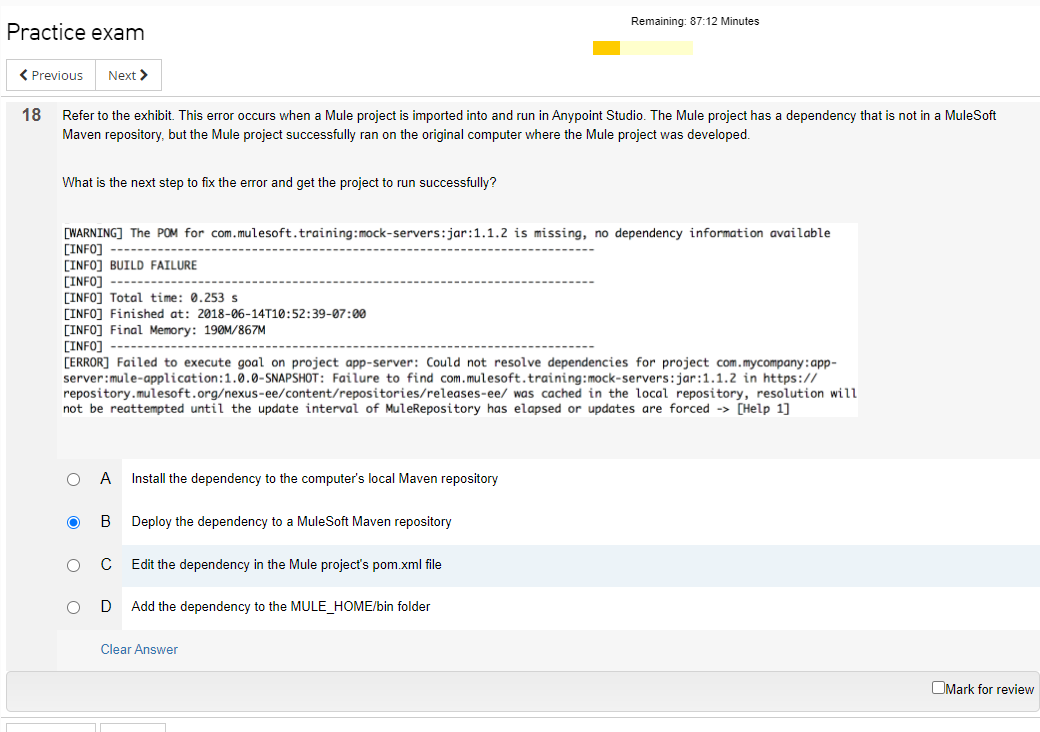 Practice exam
Remaining: 87:12 Minutes
Previous
Next
18
Refer to the exhibit. This error occurs when a Mule project is imported into and run in Anypoint Studio. The Mule project has a dependency that is not in a MuleSoft
Maven repository, but the Mule project successfully ran on the original computer where the Mule project was developed.
What is the next step to fix the error and get the project to run successfully?
[WARNING] The POM for com.mulesoft.training:mock-servers:jar:1.1.2 is missing, no dependency information available
[INFO] ------------------------------------------------------------------------
[INFO] BUILD FAILURE
[INFO] ------------------------------------------------------------------------
[INFO] Total time: 0.253 s
[INFO] Finished at: 2018-06-14T10:52:39-07:00
[INFO] Final Memory: 190M/867M
[INFO] ------------------------------------------------------------------------
[ERROR] Failed to execute goal on project app-server: Could not resolve dependencies for project com.mycompany:app-
server:mule-application:1.0.0-SNAPSHOT: Failure to find com.mulesoft.training:mock-servers:jar:1.1.2 in https://
repository.mulesoft.org/nexus-ee/content/repositories/releases-ee/ was cached in the local repository, resolution will
not be reattempted until the update interval of MuleRepository has elapsed or updates are forced -> [Help 1]
A Install the dependency to the computer's local Maven repository
B Deploy the dependency to a MuleSoft Maven repository
C Edit the dependency in the Mule project's pom.xml file
D Add the dependency to the MULE_HOME/bin folder
Clear Answer
Mark for review